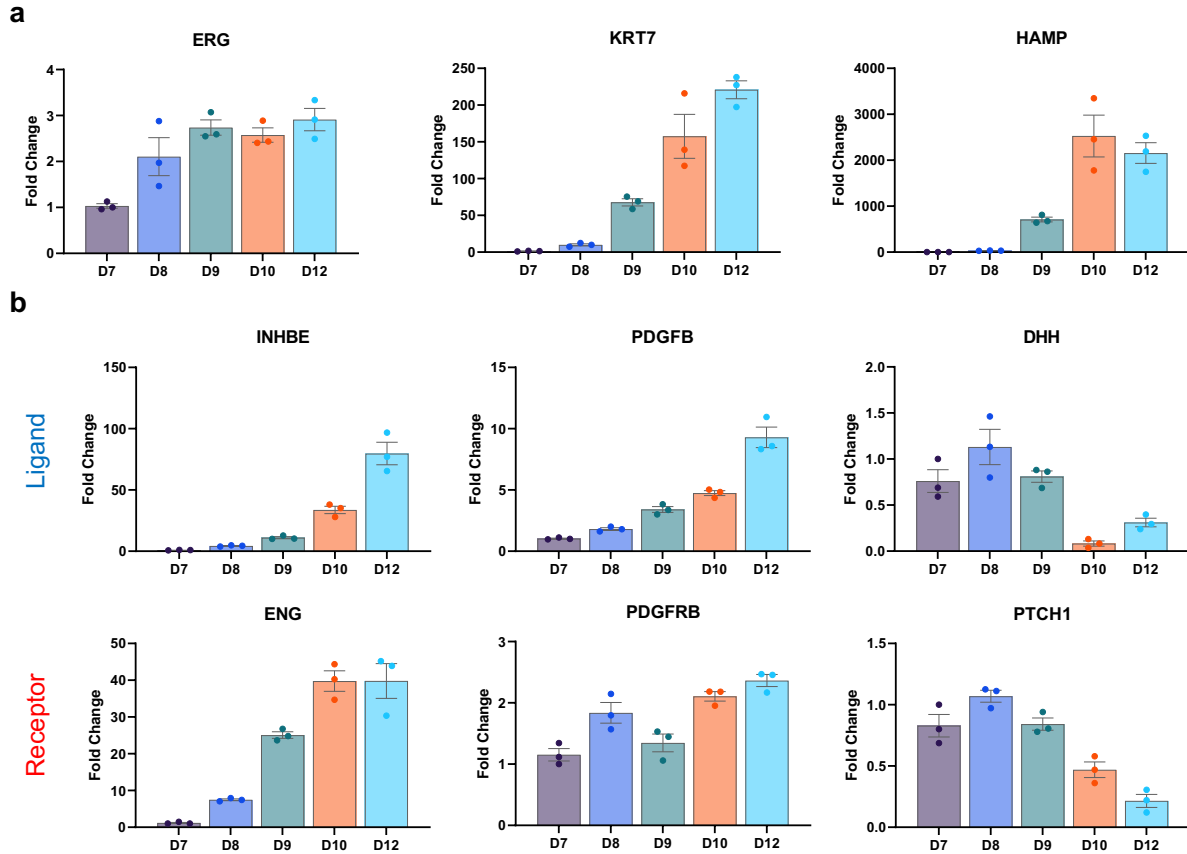 a
ERG
KRT7
HAMP
Fold Change
4
3
2
1
0
D7 D8 D9 D10 D12
Fold Change
250
200
150
100
50
0
D7 D8 D9 D10 D12
Fold Change
4000
3000
2000
1000
0
D7 D8 D9 D10 D12
b
Ligand
INHBE
PDGFB
DHH
Fold Change
150
100
50
0
D7 D8 D9 D10 D12
Fold Change
15
10
5
0
D7 D8 D9 D10 D12
Fold Change
2.0
1.5
1.0
0.5
0.0
D7 D8 D9 D10 D12
Receptor
ENG
PDGFRB
PTCH1
Fold Change
50
40
30
20
10
0
D7 D8 D9 D10 D12
Fold Change
3
2
1
0
D7 D8 D9 D10 D12
Fold Change
1.5
1.0
0.5
0.0
D7 D8 D9 D10 D12